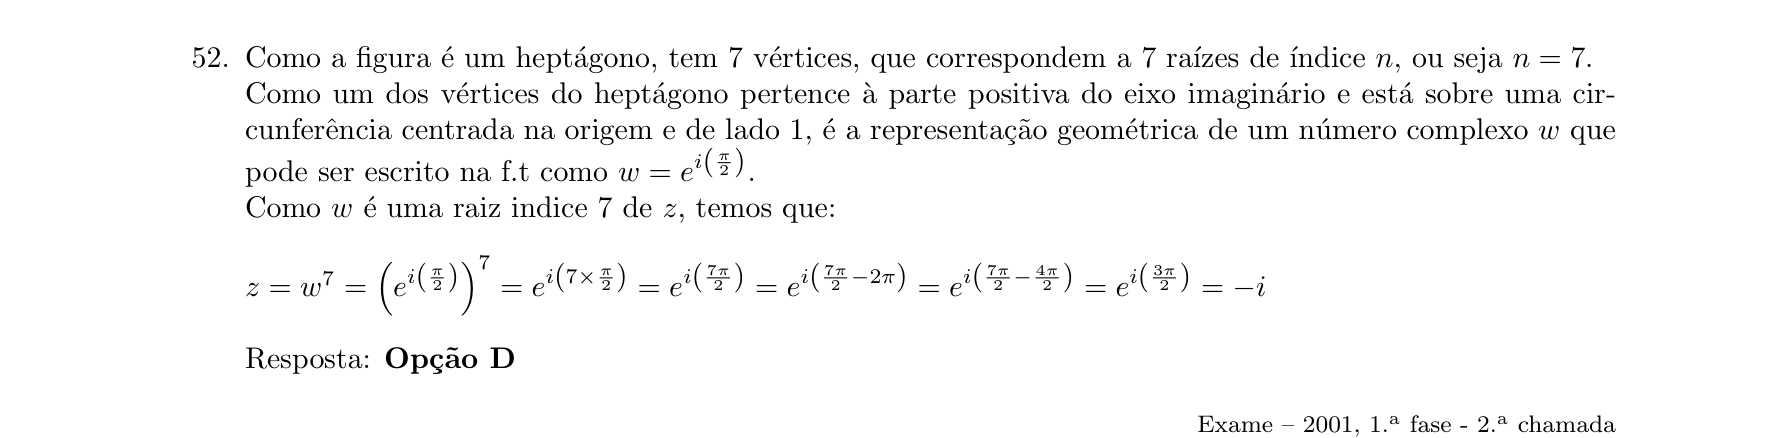 52. Como a figura é um heptágono, tem 7 vértices, que correspondem a 7 raízes de índice n, ou seja n = 7.
Como um dos vértices do heptágono pertence à parte positiva do eixo imaginário e está sobre uma cir-
cunferência centrada na origem e de lado 1, é a representação geométrica de um número complexo w que
pode ser escrito na f.t como $w = e^{i\left(\frac{\pi}{2}\right)}$.
Como w é uma raiz indice 7 de z, temos que:
$z = w^7 = \left(e^{i\left(\frac{\pi}{2}\right)}\right)^7 = e^{i\left(7\times\frac{\pi}{2}\right)} = e^{i\left(\frac{7\pi}{2}\right)} = e^{i\left(\frac{7\pi}{2}-2\pi\right)} = e^{i\left(\frac{7\pi}{2}-\frac{4\pi}{2}\right)} = e^{i\left(\frac{3\pi}{2}\right)} = -i$
Resposta: Opção D
Exame – 2001, 1.ª fase - 2.ª chamada